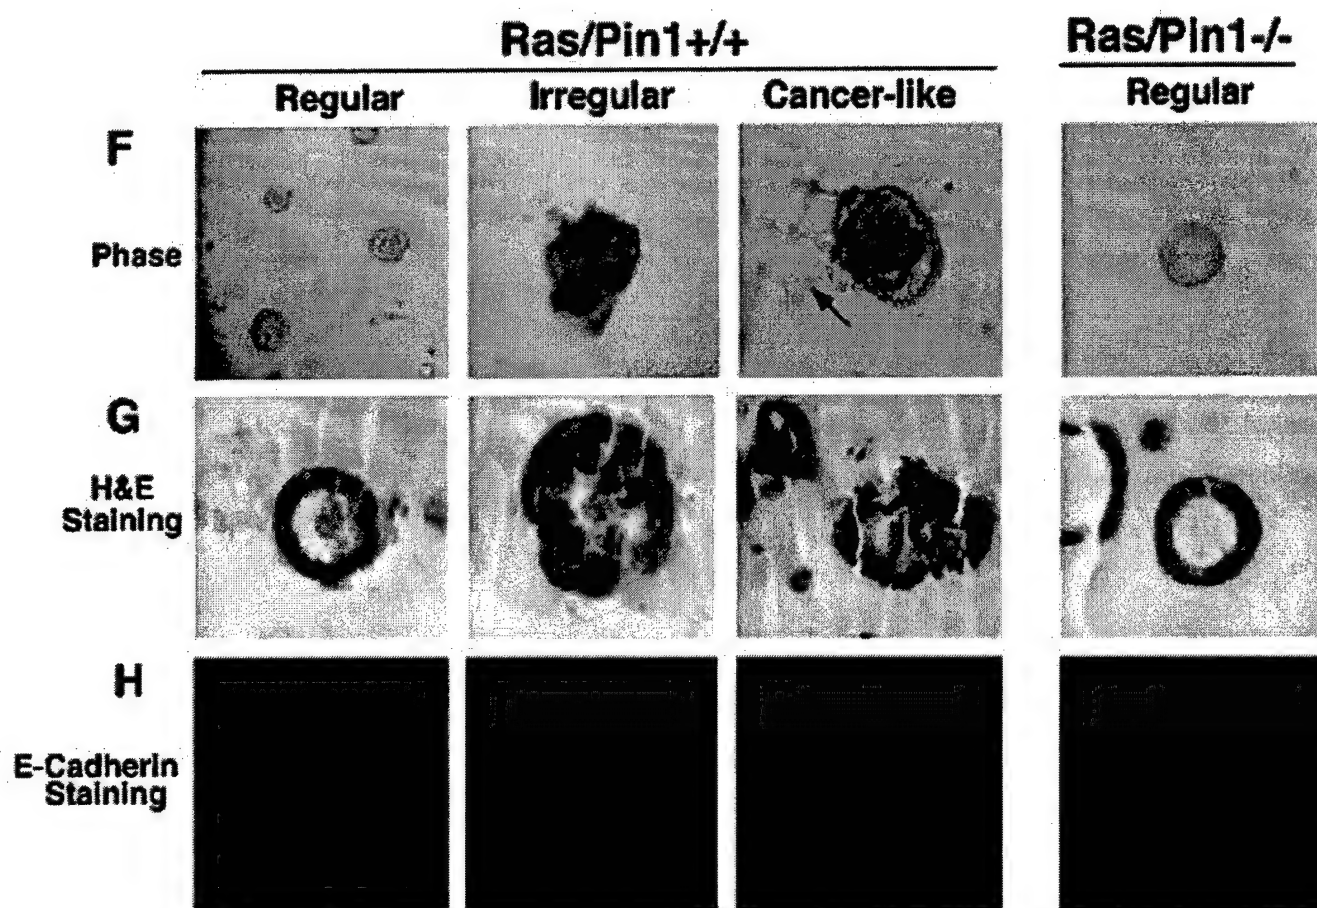 Ras/Pin1+/+
Ras/Pin1-/-
Regular
Irregular
Cancer-like
Regular
F
Phase
G
H&E
Staining
H
E-Cadherin
Staining